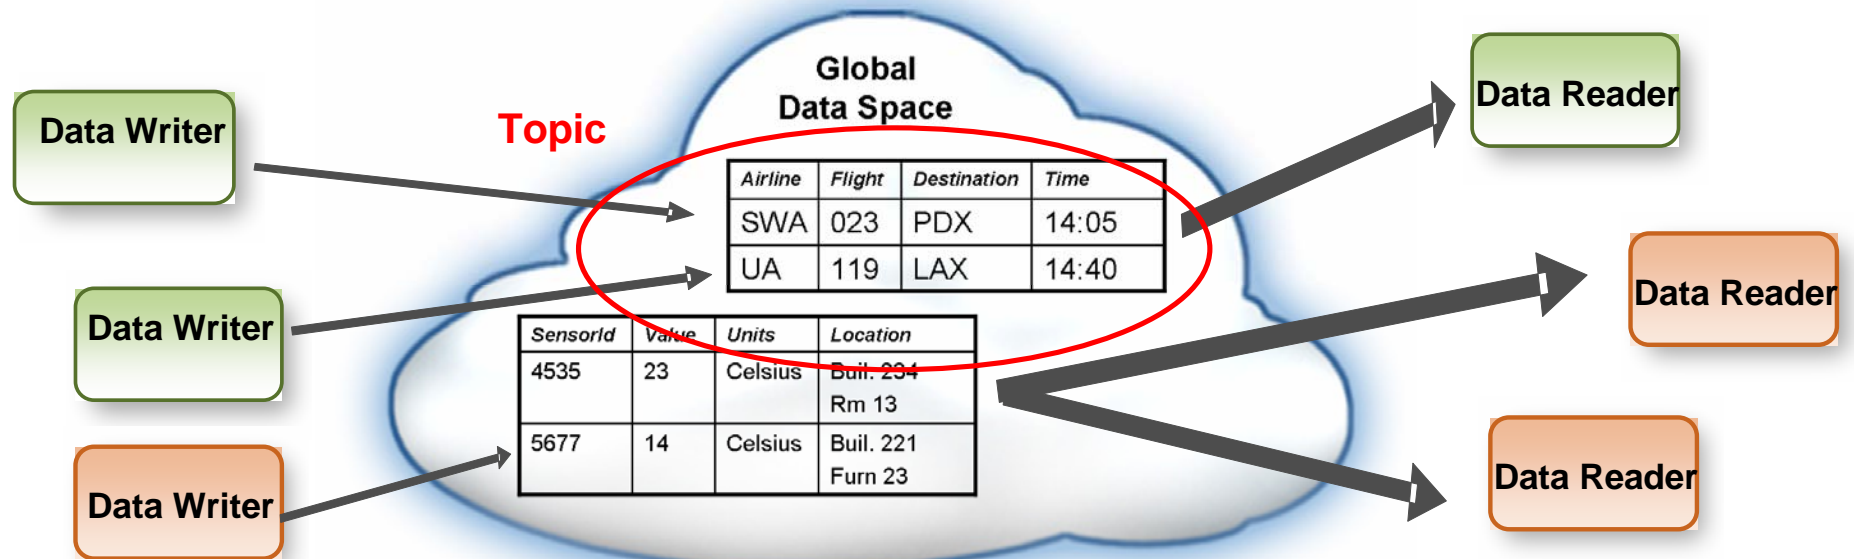 Global
Data Space
Topic
Data Writer
Data Writer
Data Writer
Airline Flight Destination Time
SWA 023 PDX 14:05
UA 119 LAX 14:40
SensorId Value Units Location
4535 23 Celsius Buil. 234
Rm 13
5677 14 Celsius Buil. 221
Furn 23
Data Reader
Data Reader
Data Reader